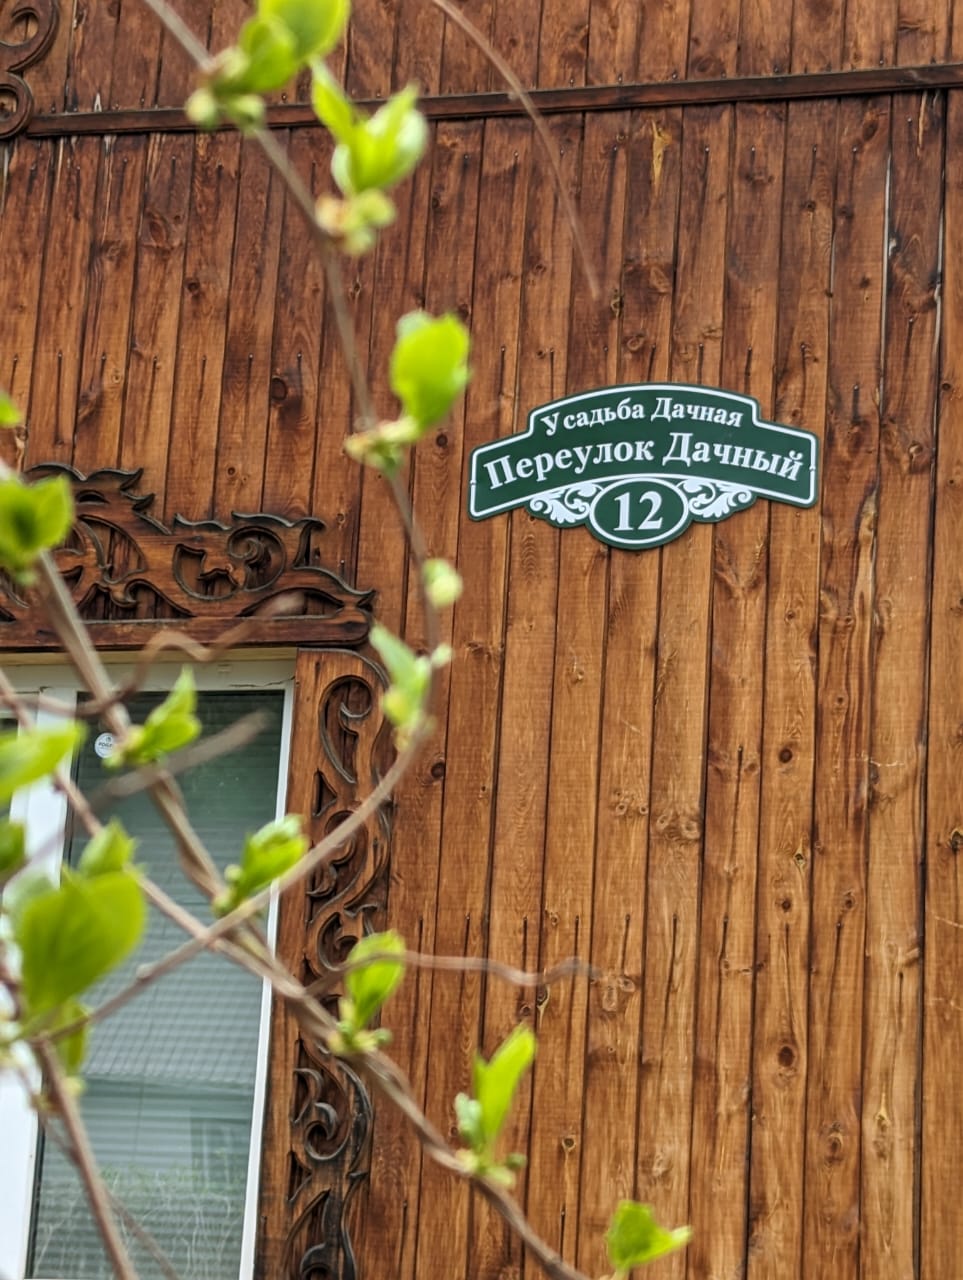 Усадьба Дачная
Переулок Дачный
12